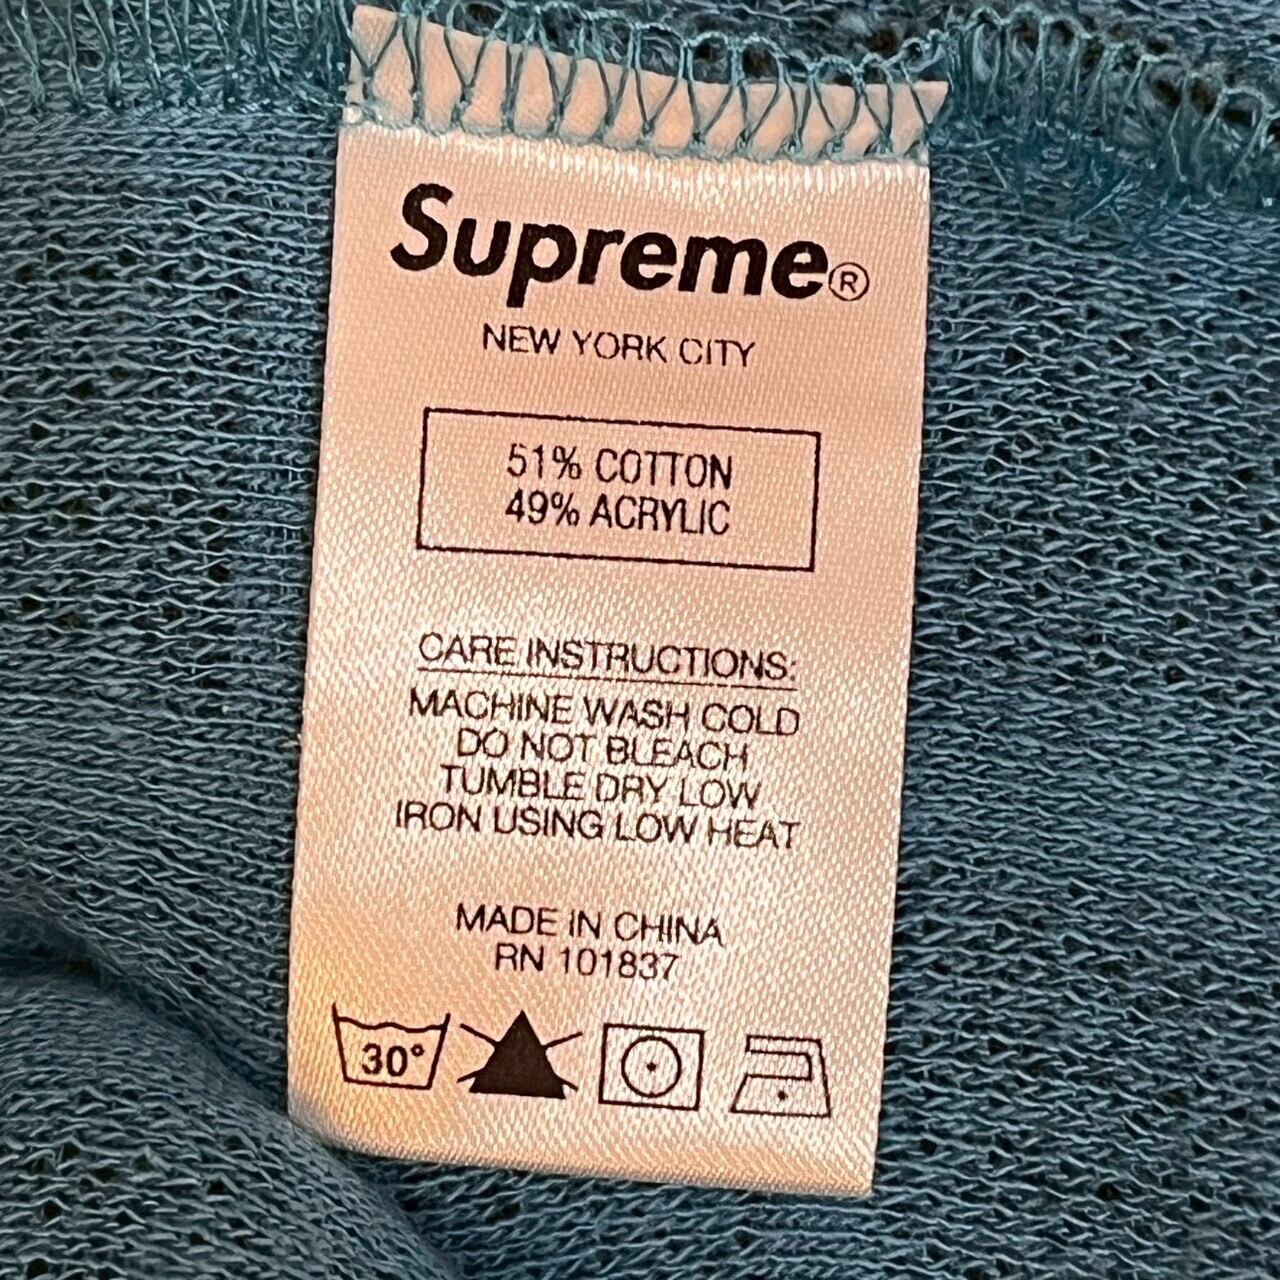 Supreme®
NEW YORK CITY
51% COTTON
49% ACRYLIC
CARE INSTRUCTIONS:
MACHINE WASH COLD
DO NOT BLEACH
TUMBLE DRY LOW
IRON USING LOW HEAT
MADE IN CHINA
RN 101837
30°